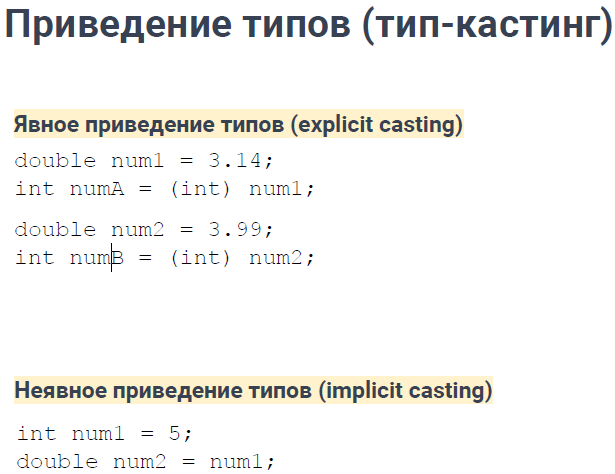 Приведение типов (тип-кастинг)
Явное приведение типов (explicit casting)
double num1 = 3.14;
int numA = (int) num1;
double num2 = 3.99;
int numB = (int) num2;
Неявное приведение типов (implicit casting)
int num1 = 5;
double num2 = num1;